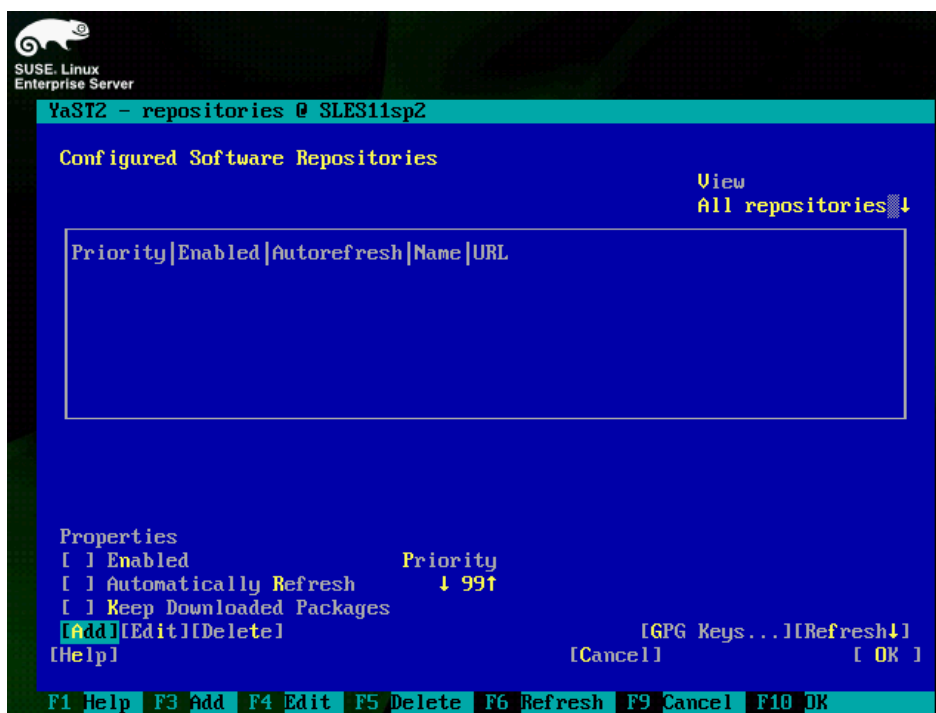 SUSE. Linux
Enterprise Server
YaST2 - repositories @ SLES11sp2
Configured Software Repositories
View
All repositories▒↓
Priority|Enabled|Autorefresh|Name|URL
Properties
[ ] Enabled Priority
[ ] Automatically Refresh ↓ 99↑
[ ] Keep Downloaded Packages
[Add][Edit][Delete] [GPG Keys...][Refresh↓]
[Help] [Cancel] [ OK ]
F1 Help F3 Add F4 Edit F5 Delete F6 Refresh F9 Cancel F10 OK